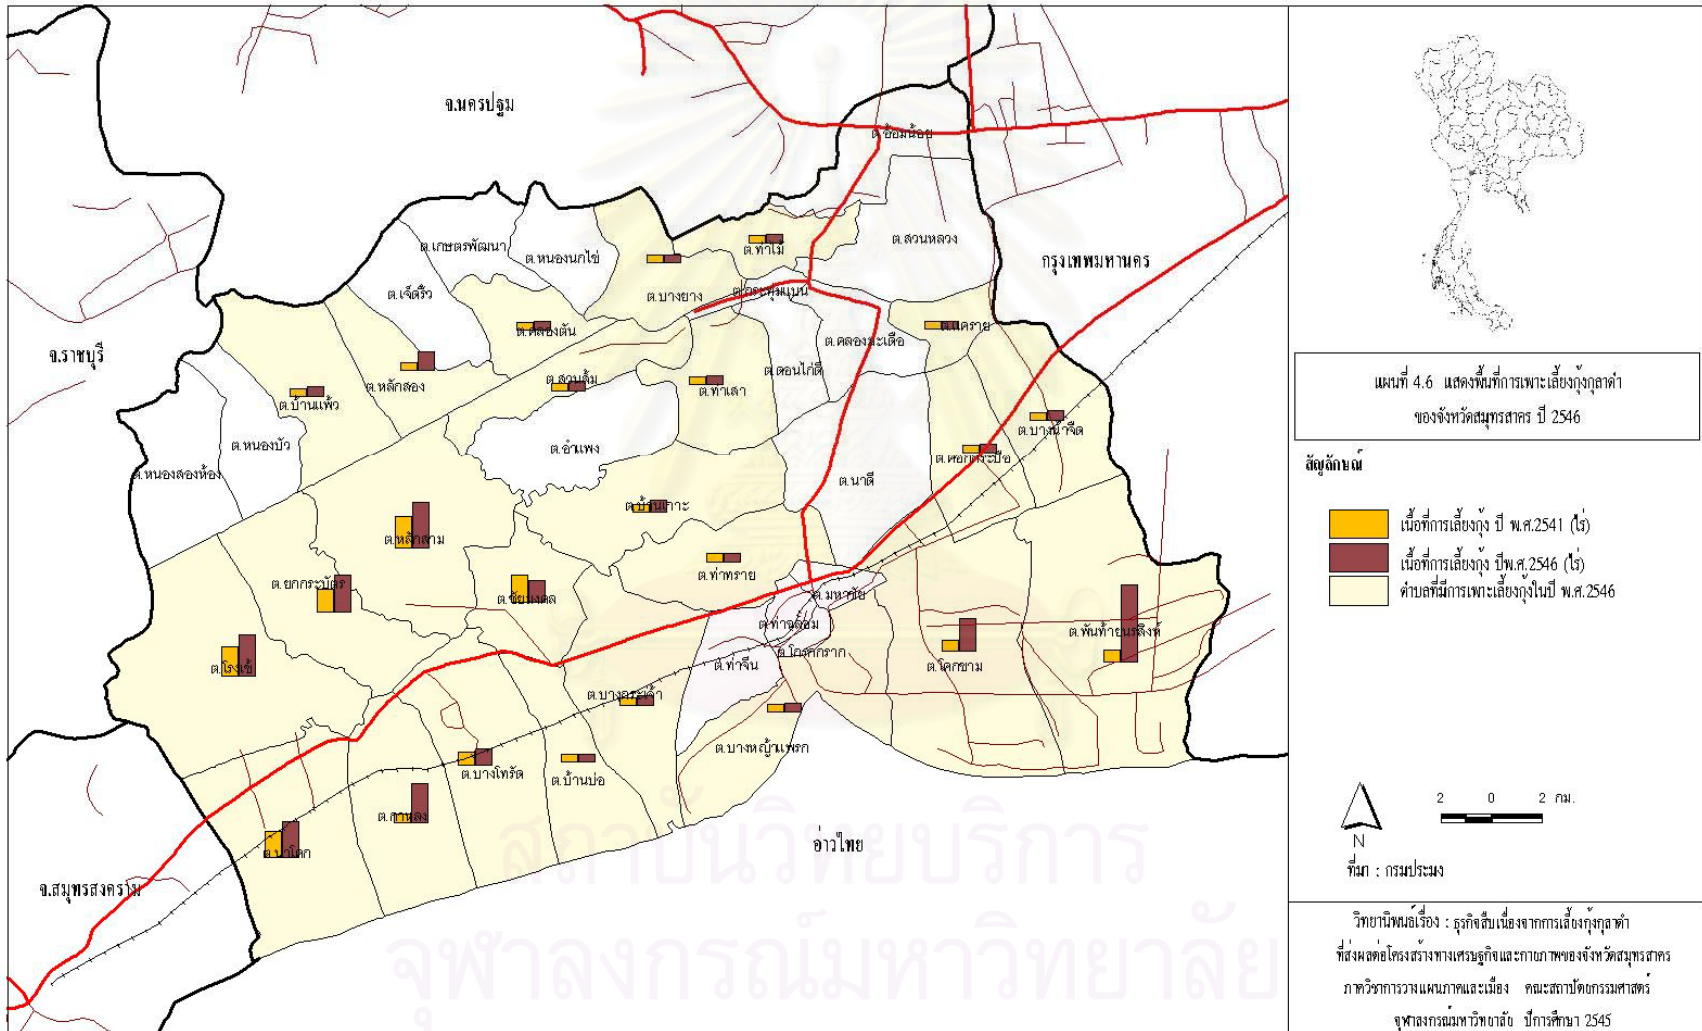 จ.นครปฐม
ต.อ้อมน้อย
ต.สวนหลวง
ต.เกษตรพัฒนา
ต.หนองนกไข่
ต.ท่าไม้
กรุงเทพมหานคร
ต.เจ็ดริ้ว
ต.บางยาง
ต.กระทุ่มแบน
ต.คลองตัน
ต.แคราย
ต.คลองมะเดื่อ
จ.ราชบุรี
ต.หลักสอง
ต.สวนส้ม
ต.ท่าเสา
ต.ดอนไก่ดี
ต.บ้านแพ้ว
ต.บางน้ำจืด
ต.หนองบัว
ต.อำแพง
ต.คอกกระบือ
ต.หนองสองห้อง
ต.นาดี
ต.บ้านเกาะ
ต.หลักสาม
ต.ท่าทราย
ต.ยกกระบัตร
ต.ชัยมงคล
ต.มหาชัย
ต.ท่าฉลอม
ต.พันท้ายนรสิงห์
ต.โกรกกราก
ต.โรงเข้
ต.ท่าจีน
ต.โคกขาม
ต.บางกระเจ้า
ต.บางหญ้าแพรก
ต.บางโทรัด
ต.บ้านบ่อ
ต.กาหลง
ต.นาโคก
อ่าวไทย
จ.สมุทรสงคราม
สถาบันวิทยบริการ
จุฬาลงกรณ์มหาวิทยาลัย
แผนที่ 4.6 แสดงพื้นที่การเพาะเลี้ยงกุ้งกุลาดำ
ของจังหวัดสมุทรสาคร ปี 2546
สัญลักษณ์
เนื้อที่การเลี้ยงกุ้ง ปี พ.ศ.2541 (ไร่)
เนื้อที่การเลี้ยงกุ้ง ปีพ.ศ.2546 (ไร่)
ตำบลที่มีการเพาะเลี้ยงกุ้งในปี พ.ศ.2546
2 0 2 กม.
N
ที่มา : กรมประมง
วิทยานิพนธ์เรื่อง : ธุรกิจสืบเนื่องจากการเลี้ยงกุ้งกุลาดำ
ที่ส่งผลต่อโครงสร้างทางเศรษฐกิจและกายภาพของจังหวัดสมุทรสาคร
ภาควิชาการวางแผนภาคและเมือง คณะสถาปัตยกรรมศาสตร์
จุฬาลงกรณ์มหาวิทยาลัย ปีการศึกษา 2545